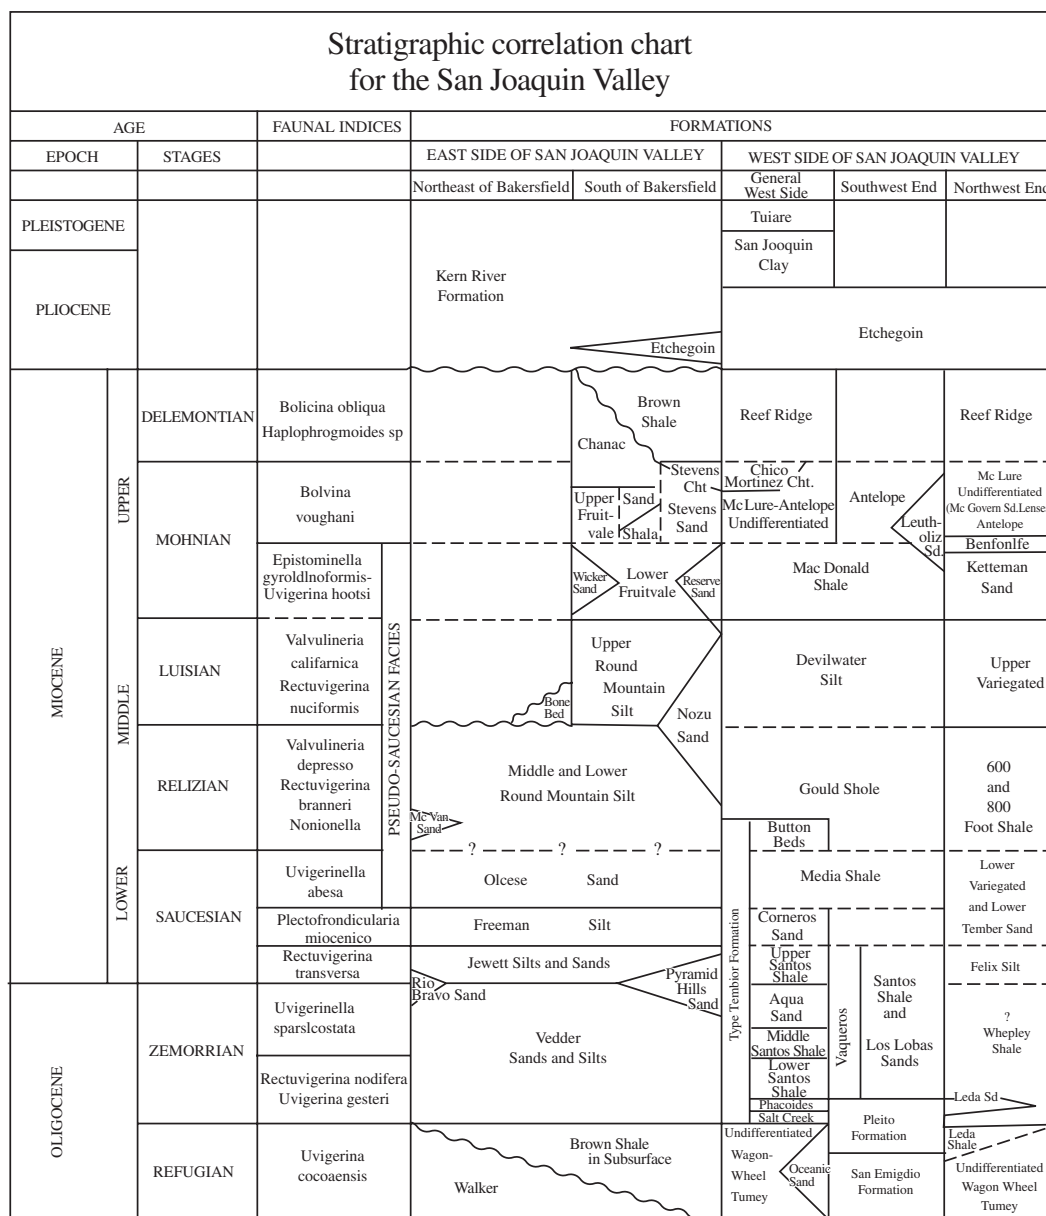 Stratigraphic correlation chart
for the San Joaquin Valley
AGE
FAUNAL INDICES
FORMATIONS
EPOCH
STAGES
EAST SIDE OF SAN JOAQUIN VALLEY
WEST SIDE OF SAN JOAQUIN VALLEY
Northeast of Bakersfield
South of Bakersfield
General
West Side
Southwest End
Northwest End
PLEISTOGENE
PLIOCENE
Kern River
Formation
Etchegoin
Tuiare
San Jooquin
Clay
Etchegoin
MIOCENE
UPPER
MIDDLE
LOWER
DELEMONTIAN
Bolicina obliqua
Haplophrogmoides sp
Brown
Shale
Chanac
Reef Ridge
Reef Ridge
MOHNIAN
Bolvina
voughani
Upper
Fruit-
vale
Sand
Shala
Stevens
Cht
Stevens
Sand
Chico
Mortinez Cht.
Mc Lure-Antelope
Undifferentiated
Antelope
Leuth-
oliz
Sd.
Mc Lure
Undifferentiated
(Mc Govern Sd.Lense
Antelope
Benfonlfe
Ketteman
Sand
Epistominella
gyroldlnoformis-
Uvigerina hootsi
PSEUDO-SAUCESIAN FACIES
Wicker
Sand
Lower
Fruitvale
Reserve
Sand
Mac Donald
Shale
LUISIAN
Valvulineria
califarnica
Rectuvigerina
nuciformis
Bone
Bed
Upper
Round
Mountain
Silt
Nozu
Sand
Devilwater
Silt
Upper
Variegated
RELIZIAN
Valvulineria
depresso
Rectuvigerina
branneri
Nonionella
Middle and Lower
Round Mountain Silt
Mc Van
Sand
? ? ?
Gould Shole
Button
Beds
600
and
800
Foot Shale
SAUCESIAN
Uvigerinella
abesa
Olcese Sand
Media Shale
Lower
Variegated
and Lower
Tember Sand
Plectofrondicularia
miocenico
Freeman Silt
Type Tembior Formation
Corneros
Sand
Rectuvigerina
transversa
Jewett Silts and Sands
Rio
Bravo Sand
Pyramid
Hills
Sand
Upper
Santos
Shale
Felix Silt
OLIGOCENE
ZEMORRIAN
Uvigerinella
sparslcostata
Vedder
Sands and Silts
Aqua
Sand
Middle
Santos Shale
Lower
Santos
Shale
Phacoides
Salt Creek
Vaqueros
Santos
Shale
and
Los Lobas
Sands
?
Whepley
Shale
Rectuvigerina nodifera
Uvigerina gesteri
Leda Sd
REFUGIAN
Uvigerina
cocoaensis
Brown Shale
in Subsurface
Walker
Undifferentiated
Wagon-
Wheel
Tumey
Oceanic
Sand
Pleito
Formation
San Emigdio
Formation
Leda
Shale
Undifferentiated
Wagon Wheel
Tumey